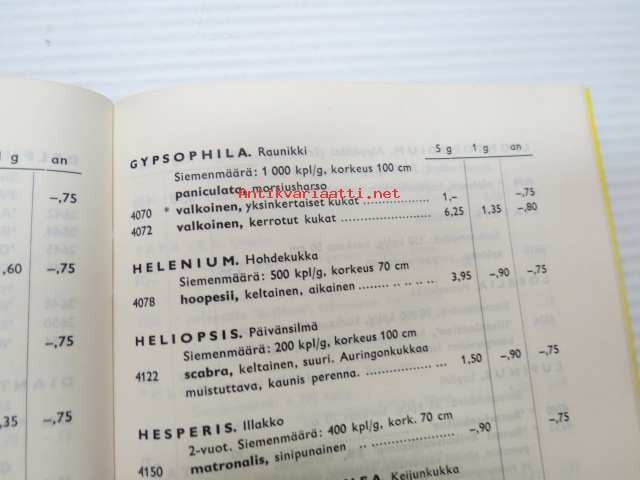 1 g an
-,75
,60 -,75
,35 -,75
5 g 1 g an
GYPSOPHILA. Raunikki
Siemenmäärä: 1 000 kpl/g, korkeus 100 cm
paniculata, morsiusharso
Antikvariaatti.net
4070 * valkoinen, yksinkertaiset kukat 1,– -,75
4072 valkoinen, kerrotut kukat 6,25 1,35 -,80
HELENIUM. Hohdekukka
Siemenmäärä: 500 kpl/g, korkeus 70 cm
4078 hoopesii, keltainen, aikainen 3,95 -,90 -,75
HELIOPSIS. Päivänsilmä
Siemenmäärä: 200 kpl/g, korkeus 100 cm
4122 scabra, keltainen, suuri. Auringonkukkaa
muistuttava, kaunis perenna. 1,50 -,90 -,75
HESPERIS. Illakko
2-vuot. Siemenmäärä: 400 kpl/g, kork. 70 cm
4150 matronalis, sinipunainen -,90 -,75
Keijunkukka